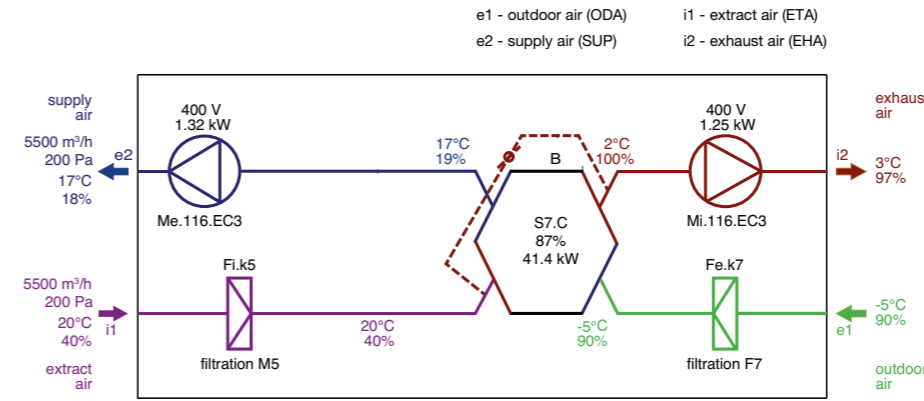 e1 - outdoor air (ODA)
i1 - extract air (ETA)
e2 - supply air (SUP)
i2 - exhaust air (EHA)
supply
air
5500 m³/h
200 Pa
e2
17°C
18%
400 V
1.32 kW
Me.116.EC3
17°C
19%
B
2°C
100%
400 V
1.25 kW
Mi.116.EC3
exhaus
air
i2
3°C
97%
S7.C
87%
41.4 kW
5500 m³/h
200 Pa
i1
20°C
40%
extract
air
Fi.k5
filtration M5
20°C
40%
-5°C
90%
Fe.k7
filtration F7
-5°C
90%
e1
outdoor
air